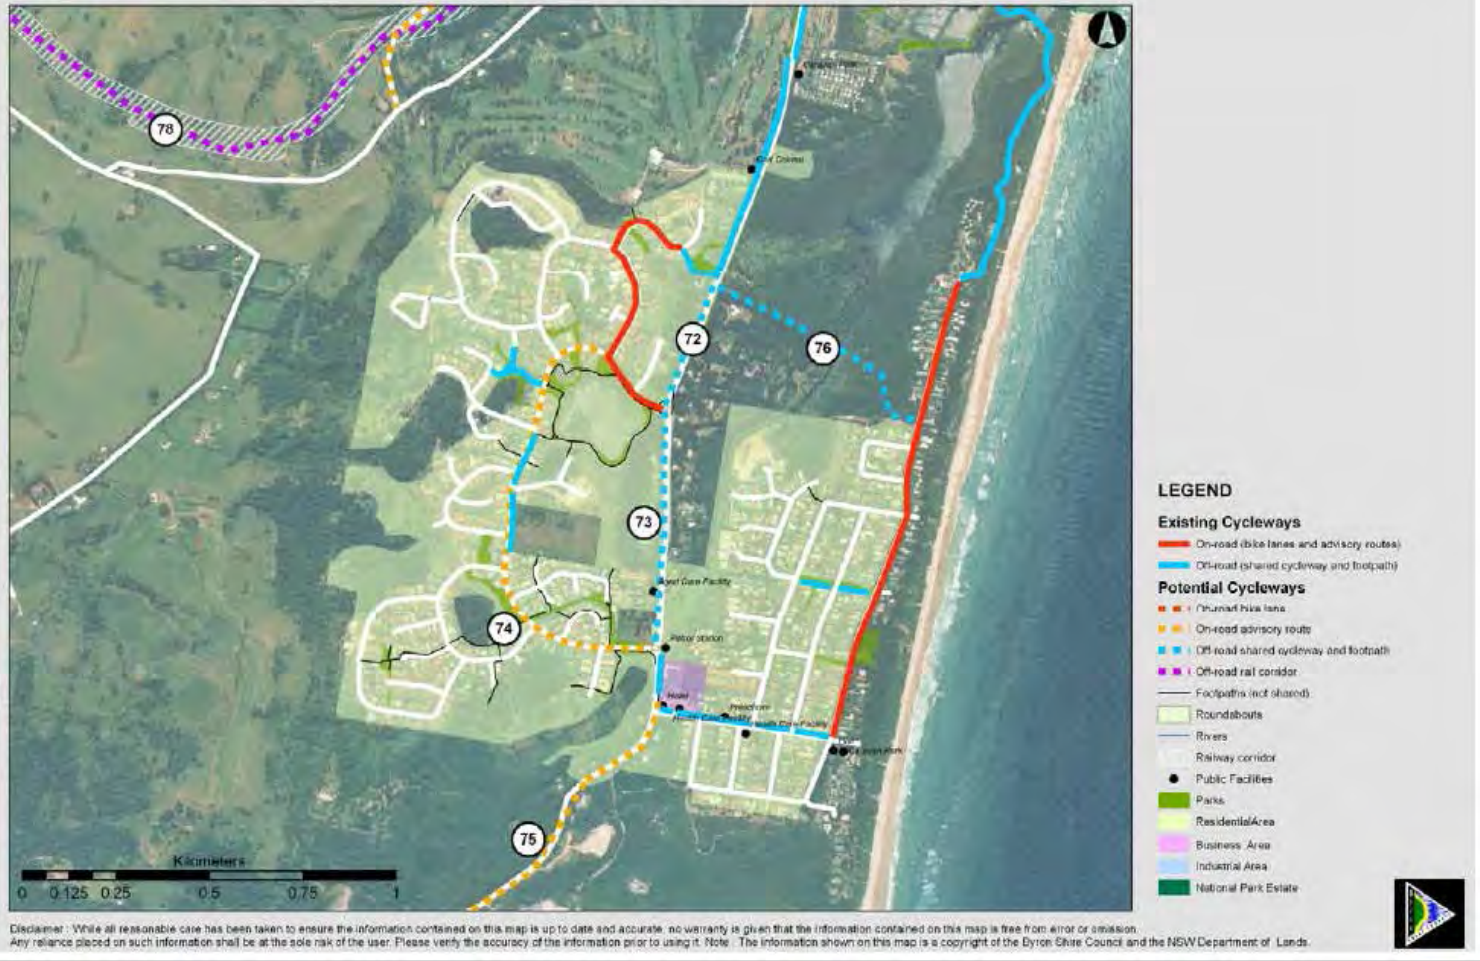 78
72
76
73
74
75
Aged Care Facility
Petrol station
Hotel
Preschool
Health Care Facility
Health Care Facility
Caravan Park
Kilometers
0 0.125 0.25 0.5 0.75 1
LEGEND
Existing Cycleways
On-road (bike lanes and advisory routes)
Off-road (shared cycleway and footpath)
Potential Cycleways
On-road bike lane
On-road advisory route
Off-road shared cycleway and footpath
Off-road rail corridor
Footpaths (not shared)
Roundabouts
Rivers
Railway corridor
Public Facilities
Parks
ResidentialArea
Business Area
Industrial Area
National Park Estate
Disclaimer : While all reasonable care has been taken to ensure the information contained on this map is up to date and accurate, no warranty is given that the information contained on this map is free from error or omission.
Any reliance placed on such information shall be at the sole risk of the user. Please verify the accuracy of the information prior to using it. Note : The information shown on this map is a copyright of the Byron Shire Council and the NSW Department of Lands.